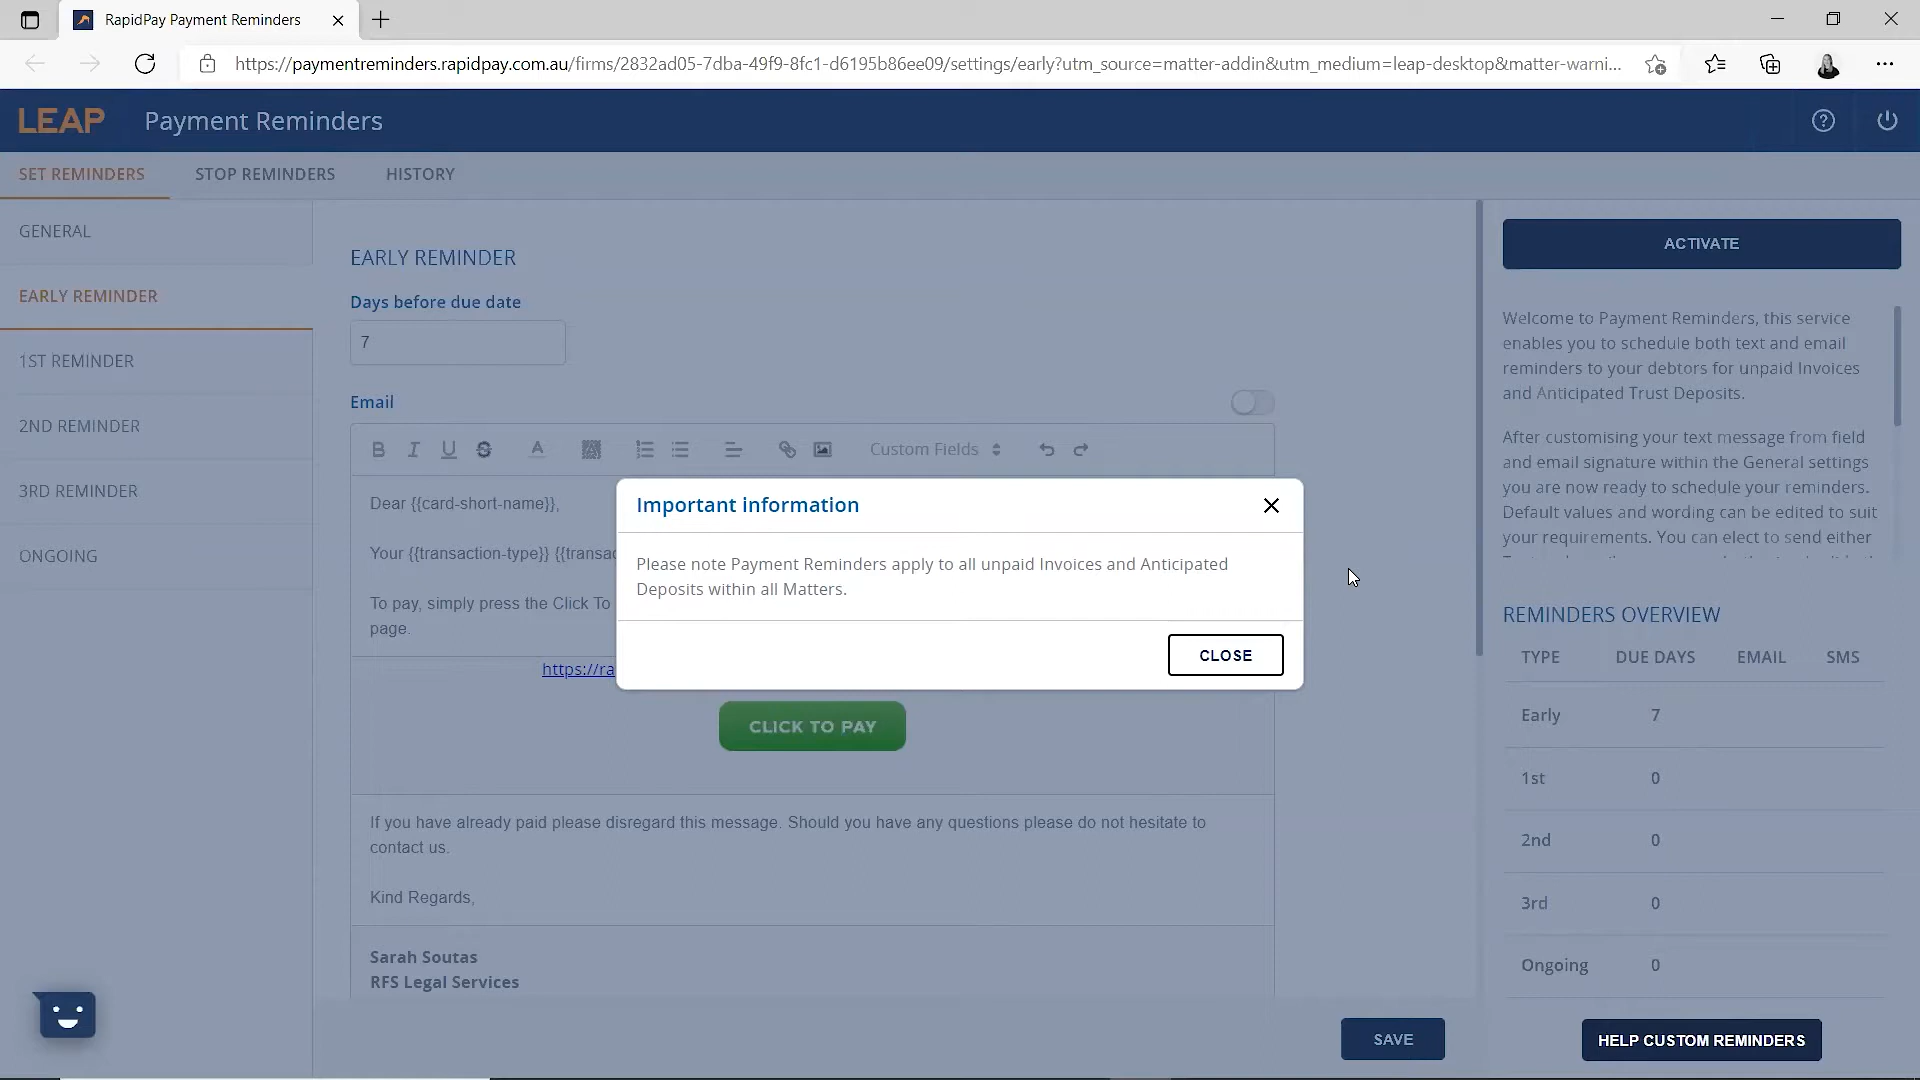 RapidPay Payment Reminders
https://paymentreminders.rapidpay.com.au/firms/2832ad05-7dba-49f9-8fc1-d6195b86ee09/settings/early?utm_source=matter-addin&utm_medium=leap-desktop&matter-warni...
LEAP Payment Reminders
SET REMINDERS STOP REMINDERS HISTORY
GENERAL
EARLY REMINDER
1ST REMINDER
2ND REMINDER
3RD REMINDER
ONGOING
EARLY REMINDER
Days before due date
7
Email
Custom Fields
Dear {{card-short-name}},
Your {{transaction-type}} {{transac
To pay, simply press the Click To
page.
https://ra
CLICK TO PAY
If you have already paid please disregard this message. Should you have any questions please do not hesitate to
contact us.
Kind Regards,
Sarah Soutas
RFS Legal Services
SAVE
Important information
Please note Payment Reminders apply to all unpaid Invoices and Anticipated
Deposits within all Matters.
CLOSE
ACTIVATE
Welcome to Payment Reminders, this service
enables you to schedule both text and email
reminders to your debtors for unpaid Invoices
and Anticipated Trust Deposits.
After customising your text message from field
and email signature within the General settings
you are now ready to schedule your reminders.
Default values and wording can be edited to suit
your requirements. You can elect to send either
REMINDERS OVERVIEW
TYPE DUE DAYS EMAIL SMS
Early 7
1st 0
2nd 0
3rd 0
Ongoing 0
HELP CUSTOM REMINDERS